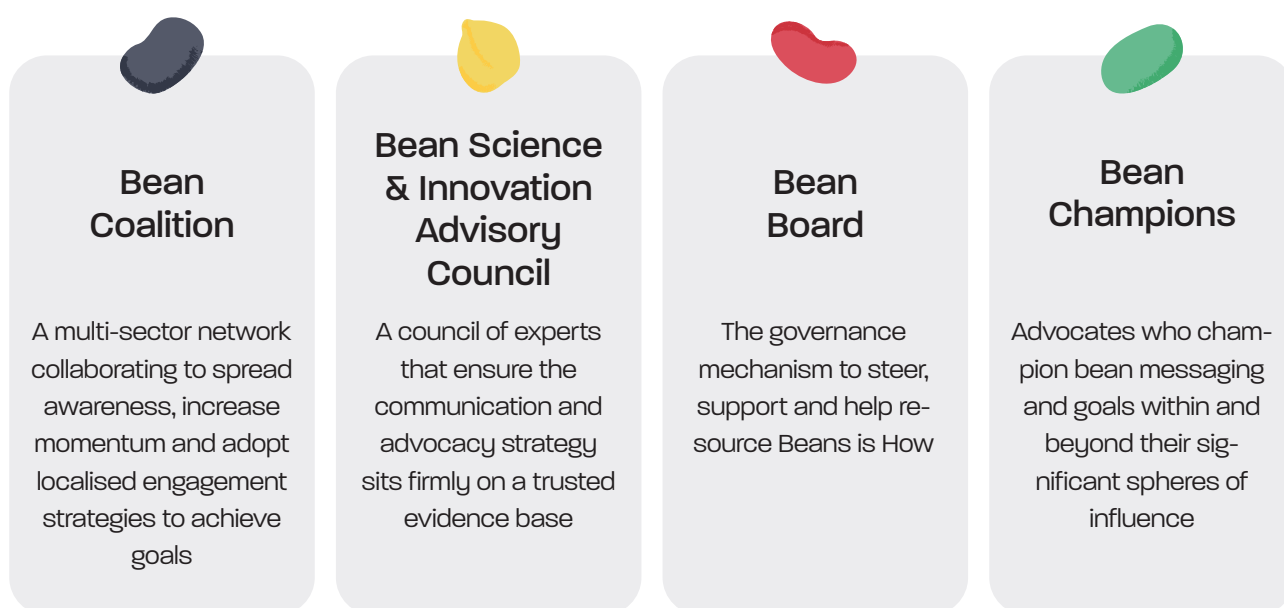 Bean
Coalition
A multi-sector network
collaborating to spread
awareness, increase
momentum and adopt
localised engagement
strategies to achieve
goals
Bean Science
& Innovation
Advisory
Council
A council of experts
that ensure the
communication and
advocacy strategy
sits firmly on a trusted
evidence base
Bean
Board
The governance
mechanism to steer,
support and help re-
source Beans is How
Bean
Champions
Advocates who cham-
pion bean messaging
and goals within and
beyond their sig-
nificant spheres of
influence